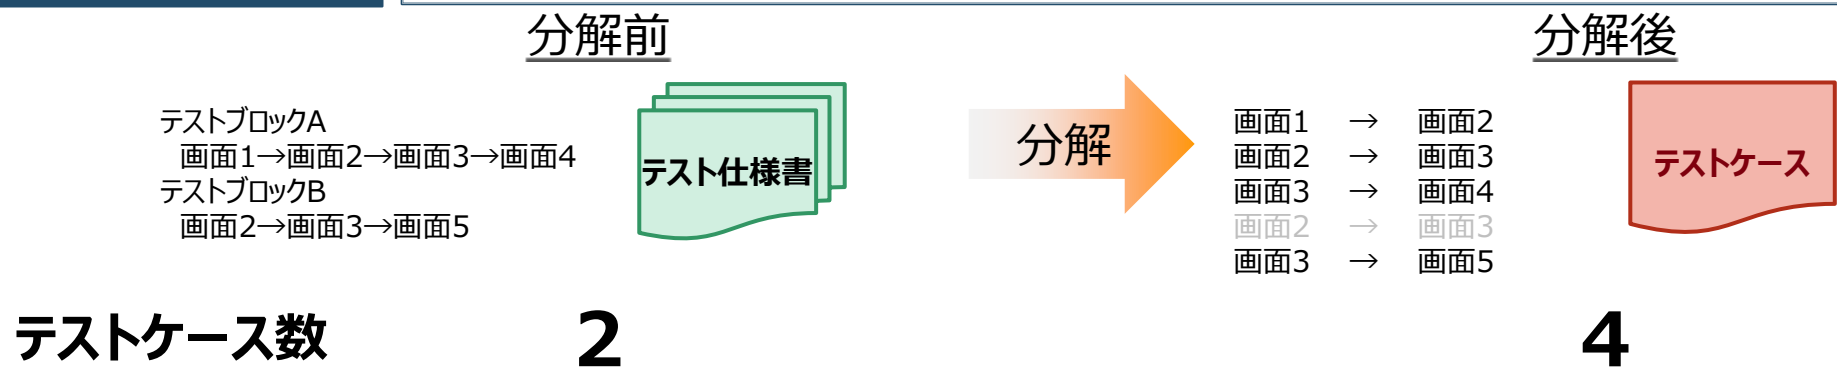 分解前
テストブロックA
画面1→画面2→画面3→画面4
テストブロックB
画面2→画面3→画面5
テスト仕様書
分解
分解後
画面1 → 画面2
画面2 → 画面3
画面3 → 画面4
画面2 → 画面3
画面3 → 画面5
テストケース
テストケース数 2 4